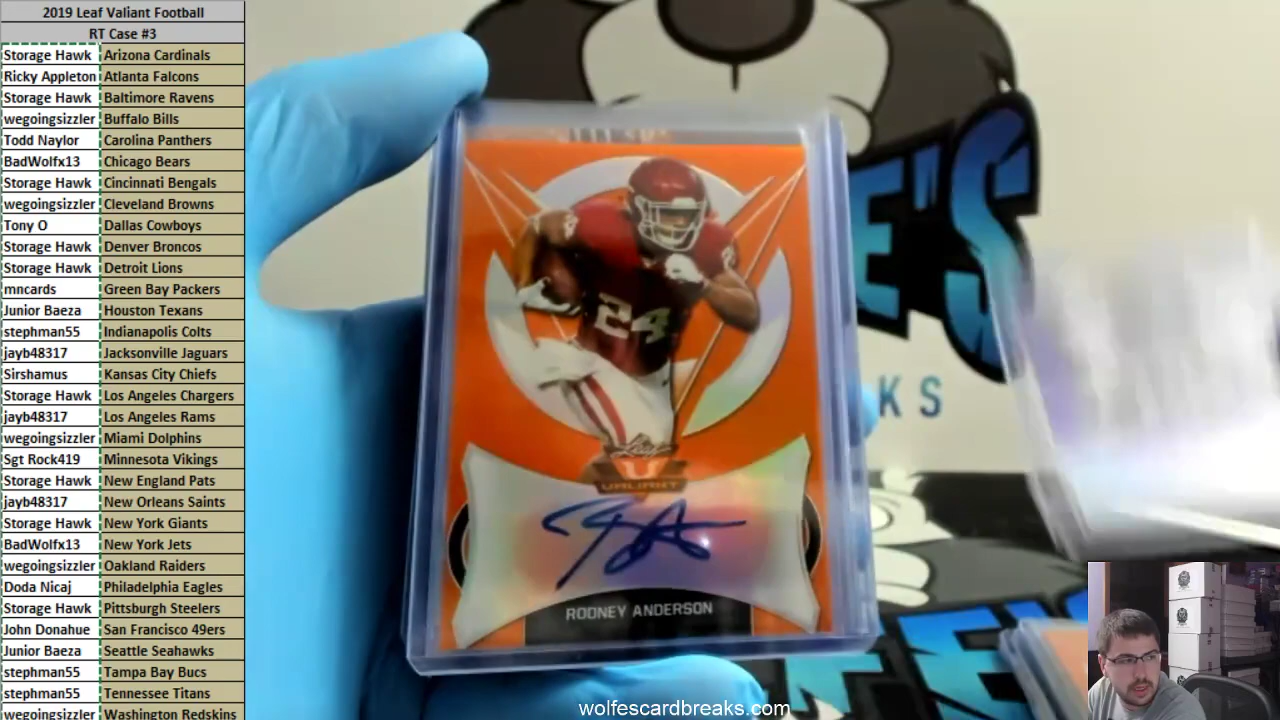 2019 Leaf Valiant Football
RT Case #3
Storage Hawk Arizona Cardinals
Ricky Appleton Atlanta Falcons
Storage Hawk Baltimore Ravens
wegoingsizzler Buffalo Bills
Todd Naylor Carolina Panthers
BadWolfx13 Chicago Bears
Storage Hawk Cincinnati Bengals
wegoingsizzler Cleveland Browns
Tony O Dallas Cowboys
Storage Hawk Denver Broncos
Storage Hawk Detroit Lions
mncards Green Bay Packers
Junior Baeza Houston Texans
stephman55 Indianapolis Colts
jayb48317 Jacksonville Jaguars
Sirshamus Kansas City Chiefs
Storage Hawk Los Angeles Chargers
jayb48317 Los Angeles Rams
wegoingsizzler Miami Dolphins
Sgt Rock419 Minnesota Vikings
Storage Hawk New England Pats
jayb48317 New Orleans Saints
Storage Hawk New York Giants
BadWolfx13 New York Jets
wegoingsizzler Oakland Raiders
Doda Nicaj Philadelphia Eagles
Storage Hawk Pittsburgh Steelers
John Donahue San Francisco 49ers
Junior Baeza Seattle Seahawks
stephman55 Tampa Bay Bucs
stephman55 Tennessee Titans
wegoingsizzler Washington Redskins
24
Leaf
VALIANT
RODNEY ANDERSON
E'S
KS
wolfescardbreaks.com